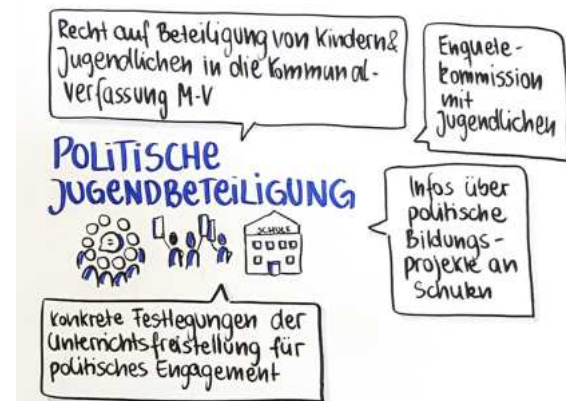 Recht auf Beteiligung von Kindern&
Jugendlichen in die Kommunal-
verfassung M-V
Enquete-
kommission
mit
Jugendlichen
POLITISCHE
JUGENDBETEILIGUNG
SCHULE
Infos über
politische
Bildungs-
projekte an
Schulen
konkrete Festlegungen der
Unterrichtsfreistellung für
politisches Engagement